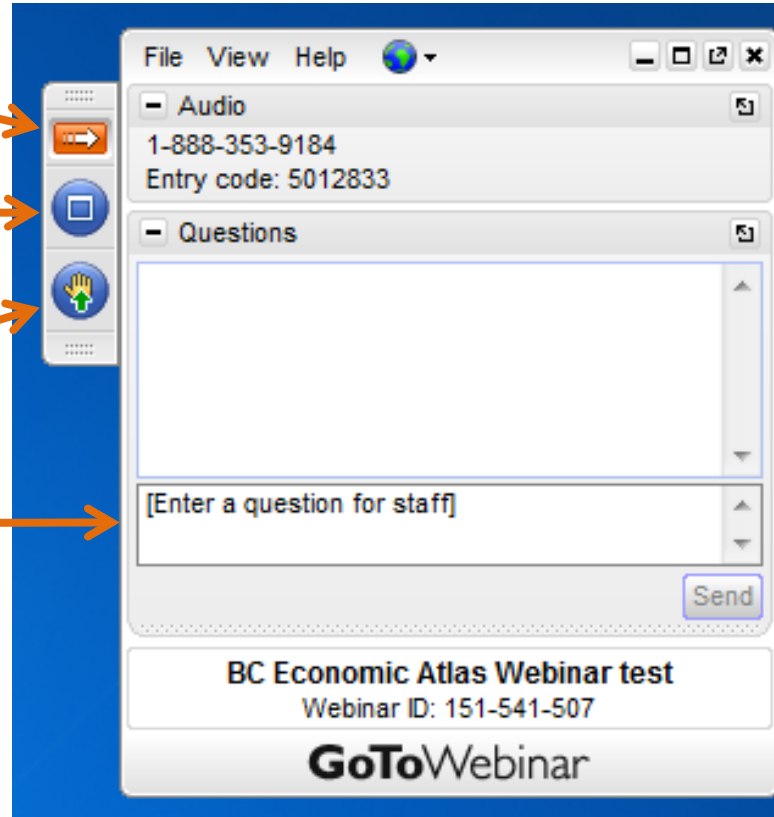 File View Help
Audio
1-888-353-9184
Entry code: 5012833
Questions
[Enter a question for staff]
Send
BC Economic Atlas Webinar test
Webinar ID: 151-541-507
GoToWebinar